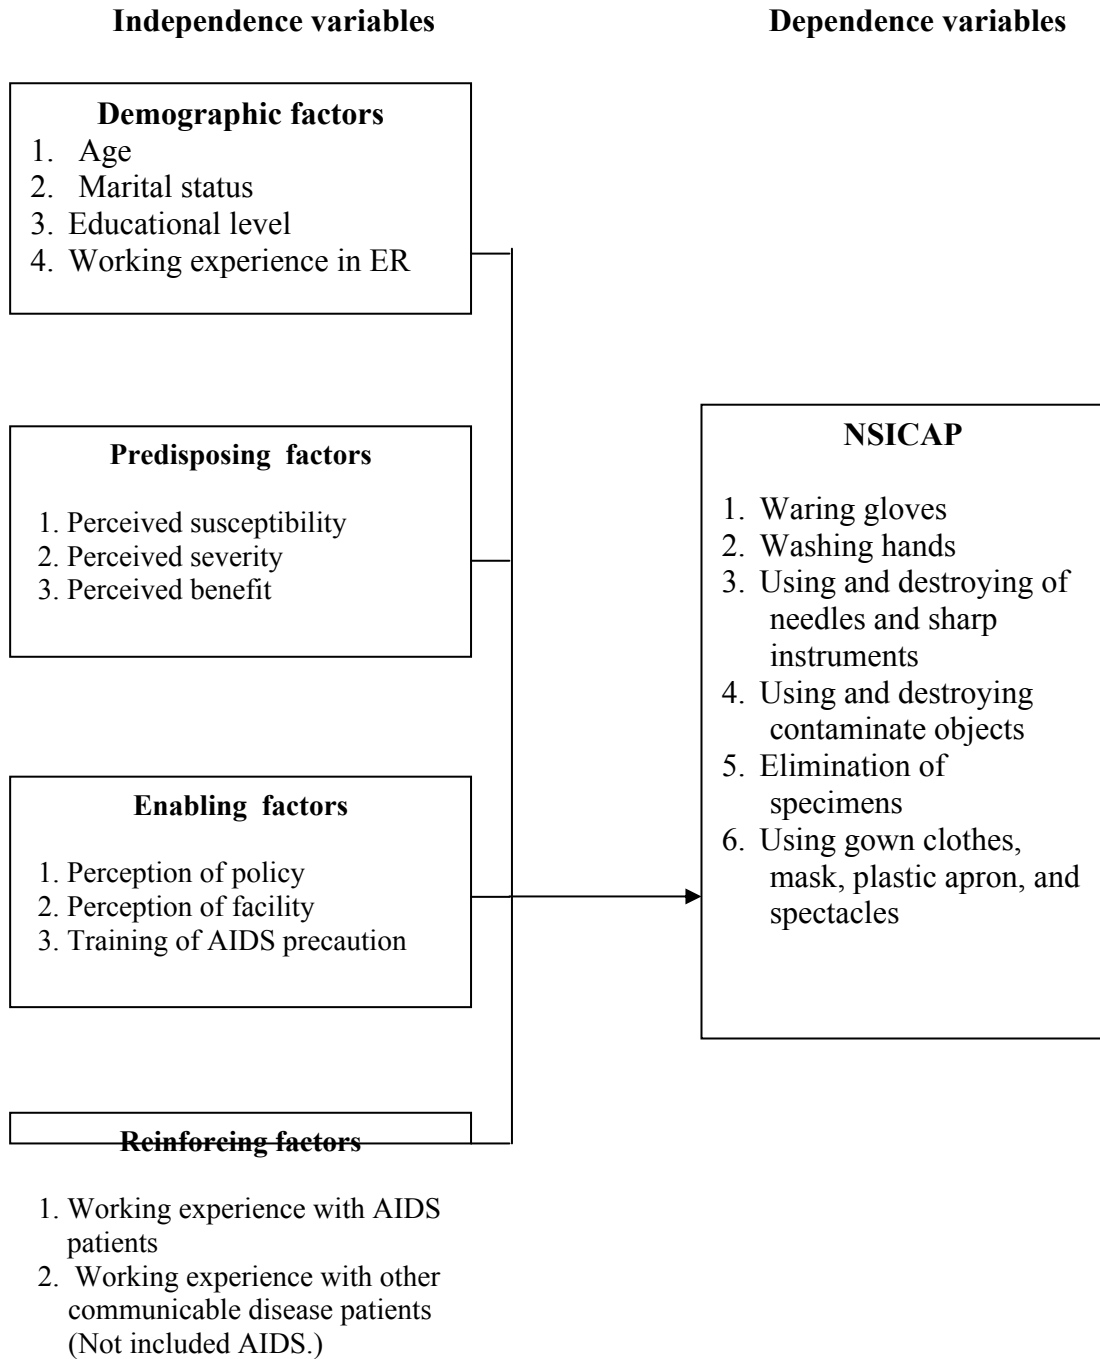 Independence variables
Dependence variables
Demographic factors
1. Age
2. Marital status
3. Educational level
4. Working experience in ER
Predisposing factors
1. Perceived susceptibility
2. Perceived severity
3. Perceived benefit
Enabling factors
1. Perception of policy
2. Perception of facility
3. Training of AIDS precaution
Reinforcing factors
1. Working experience with AIDS
patients
2. Working experience with other
communicable disease patients
(Not included AIDS.)
NSICAP
1. Waring gloves
2. Washing hands
3. Using and destroying of
needles and sharp
instruments
4. Using and destroying
contaminate objects
5. Elimination of
specimens
6. Using gown clothes,
mask, plastic apron, and
spectacles